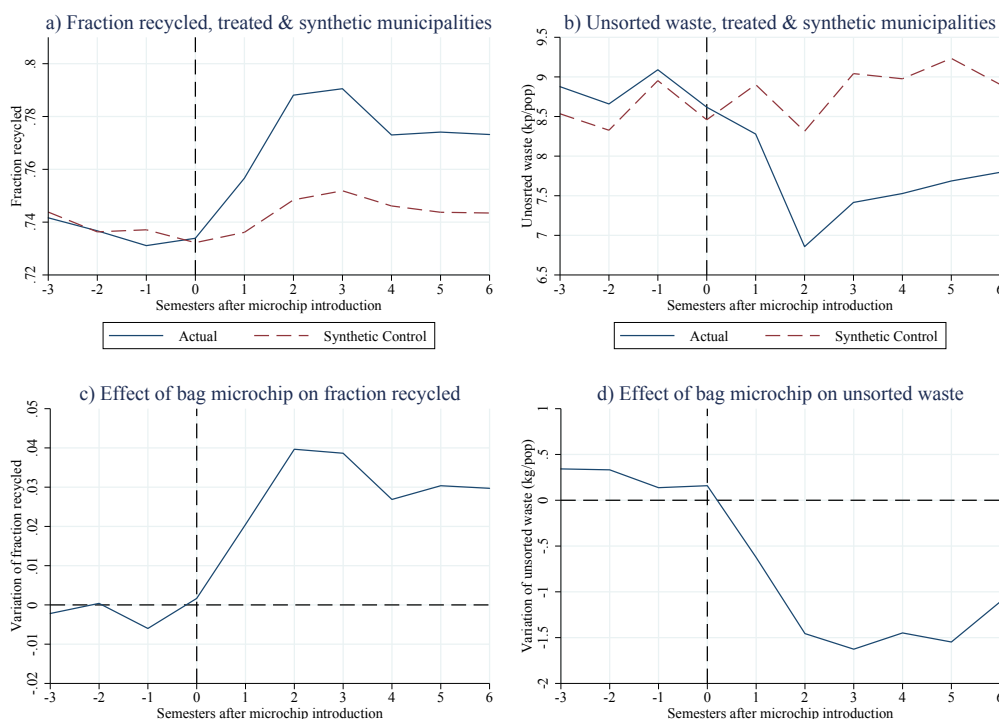 a) Fraction recycled, treated & synthetic municipalities
Fraction recycled
.8
.78
.76
.74
.72
-3 -2 -1 0 1 2 3 4 5 6
Semesters after microchip introduction
Actual Synthetic Control
b) Unsorted waste, treated & synthetic municipalities
Unosrted waste (kp/pop)
9.5
9
8.5
8
7.5
7
6.5
-3 -2 -1 0 1 2 3 4 5 6
Semesters after microchip introduction
Actual Synthetic Control
c) Effect of bag microchip on fraction recycled
Variation of fraction recycled
.05
.04
.03
.02
.01
0
-.01
-.02
-3 -2 -1 0 1 2 3 4 5 6
Semesters after microchip introduction
d) Effect of bag microchip on unsorted waste
Variation of unsorted waste (kg/pop)
1
.5
0
-.5
-1
-1.5
-2
-3 -2 -1 0 1 2 3 4 5 6
Semesters after microchip introduction